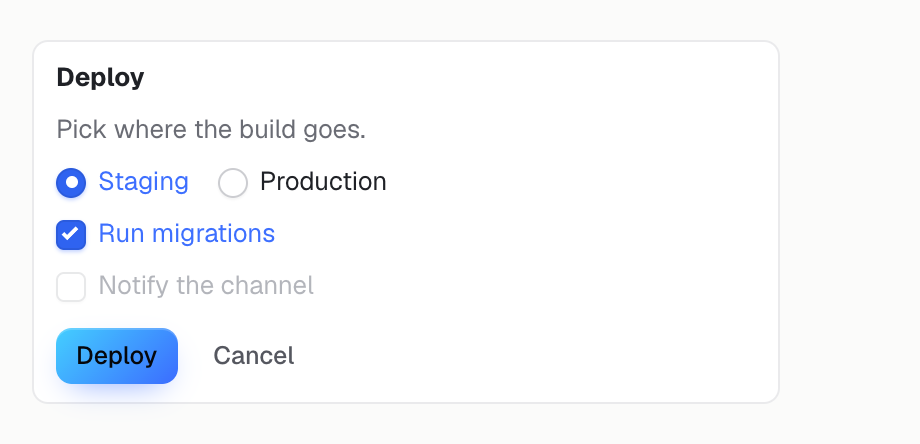 Deploy
Pick where the build goes.
Staging Production
Run migrations
Notify the channel
Deploy Cancel